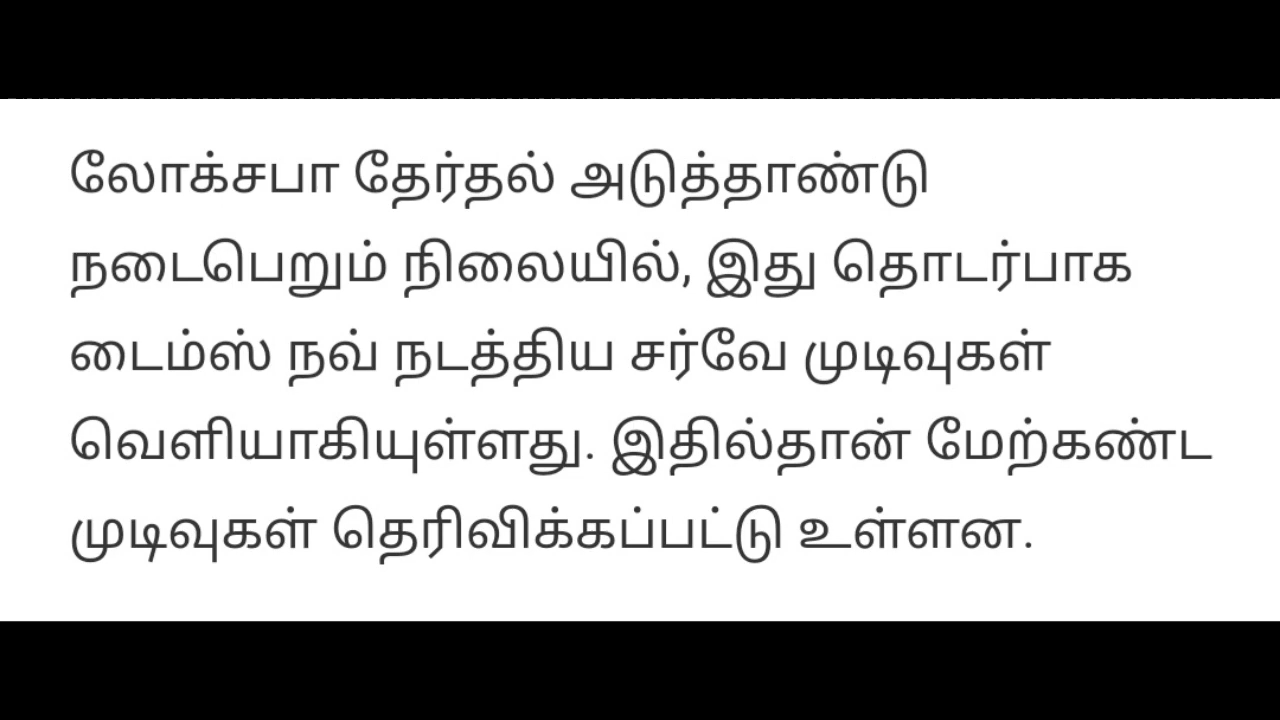 லோக்சபா தேர்தல் அடுத்தாண்டு
நடைபெறும் நிலையில், இது தொடர்பாக
டைம்ஸ் நவ் நடத்திய சர்வே முடிவுகள்
வெளியாகியுள்ளது. இதில்தான் மேற்கண்ட
முடிவுகள் தெரிவிக்கப்பட்டு உள்ளன.